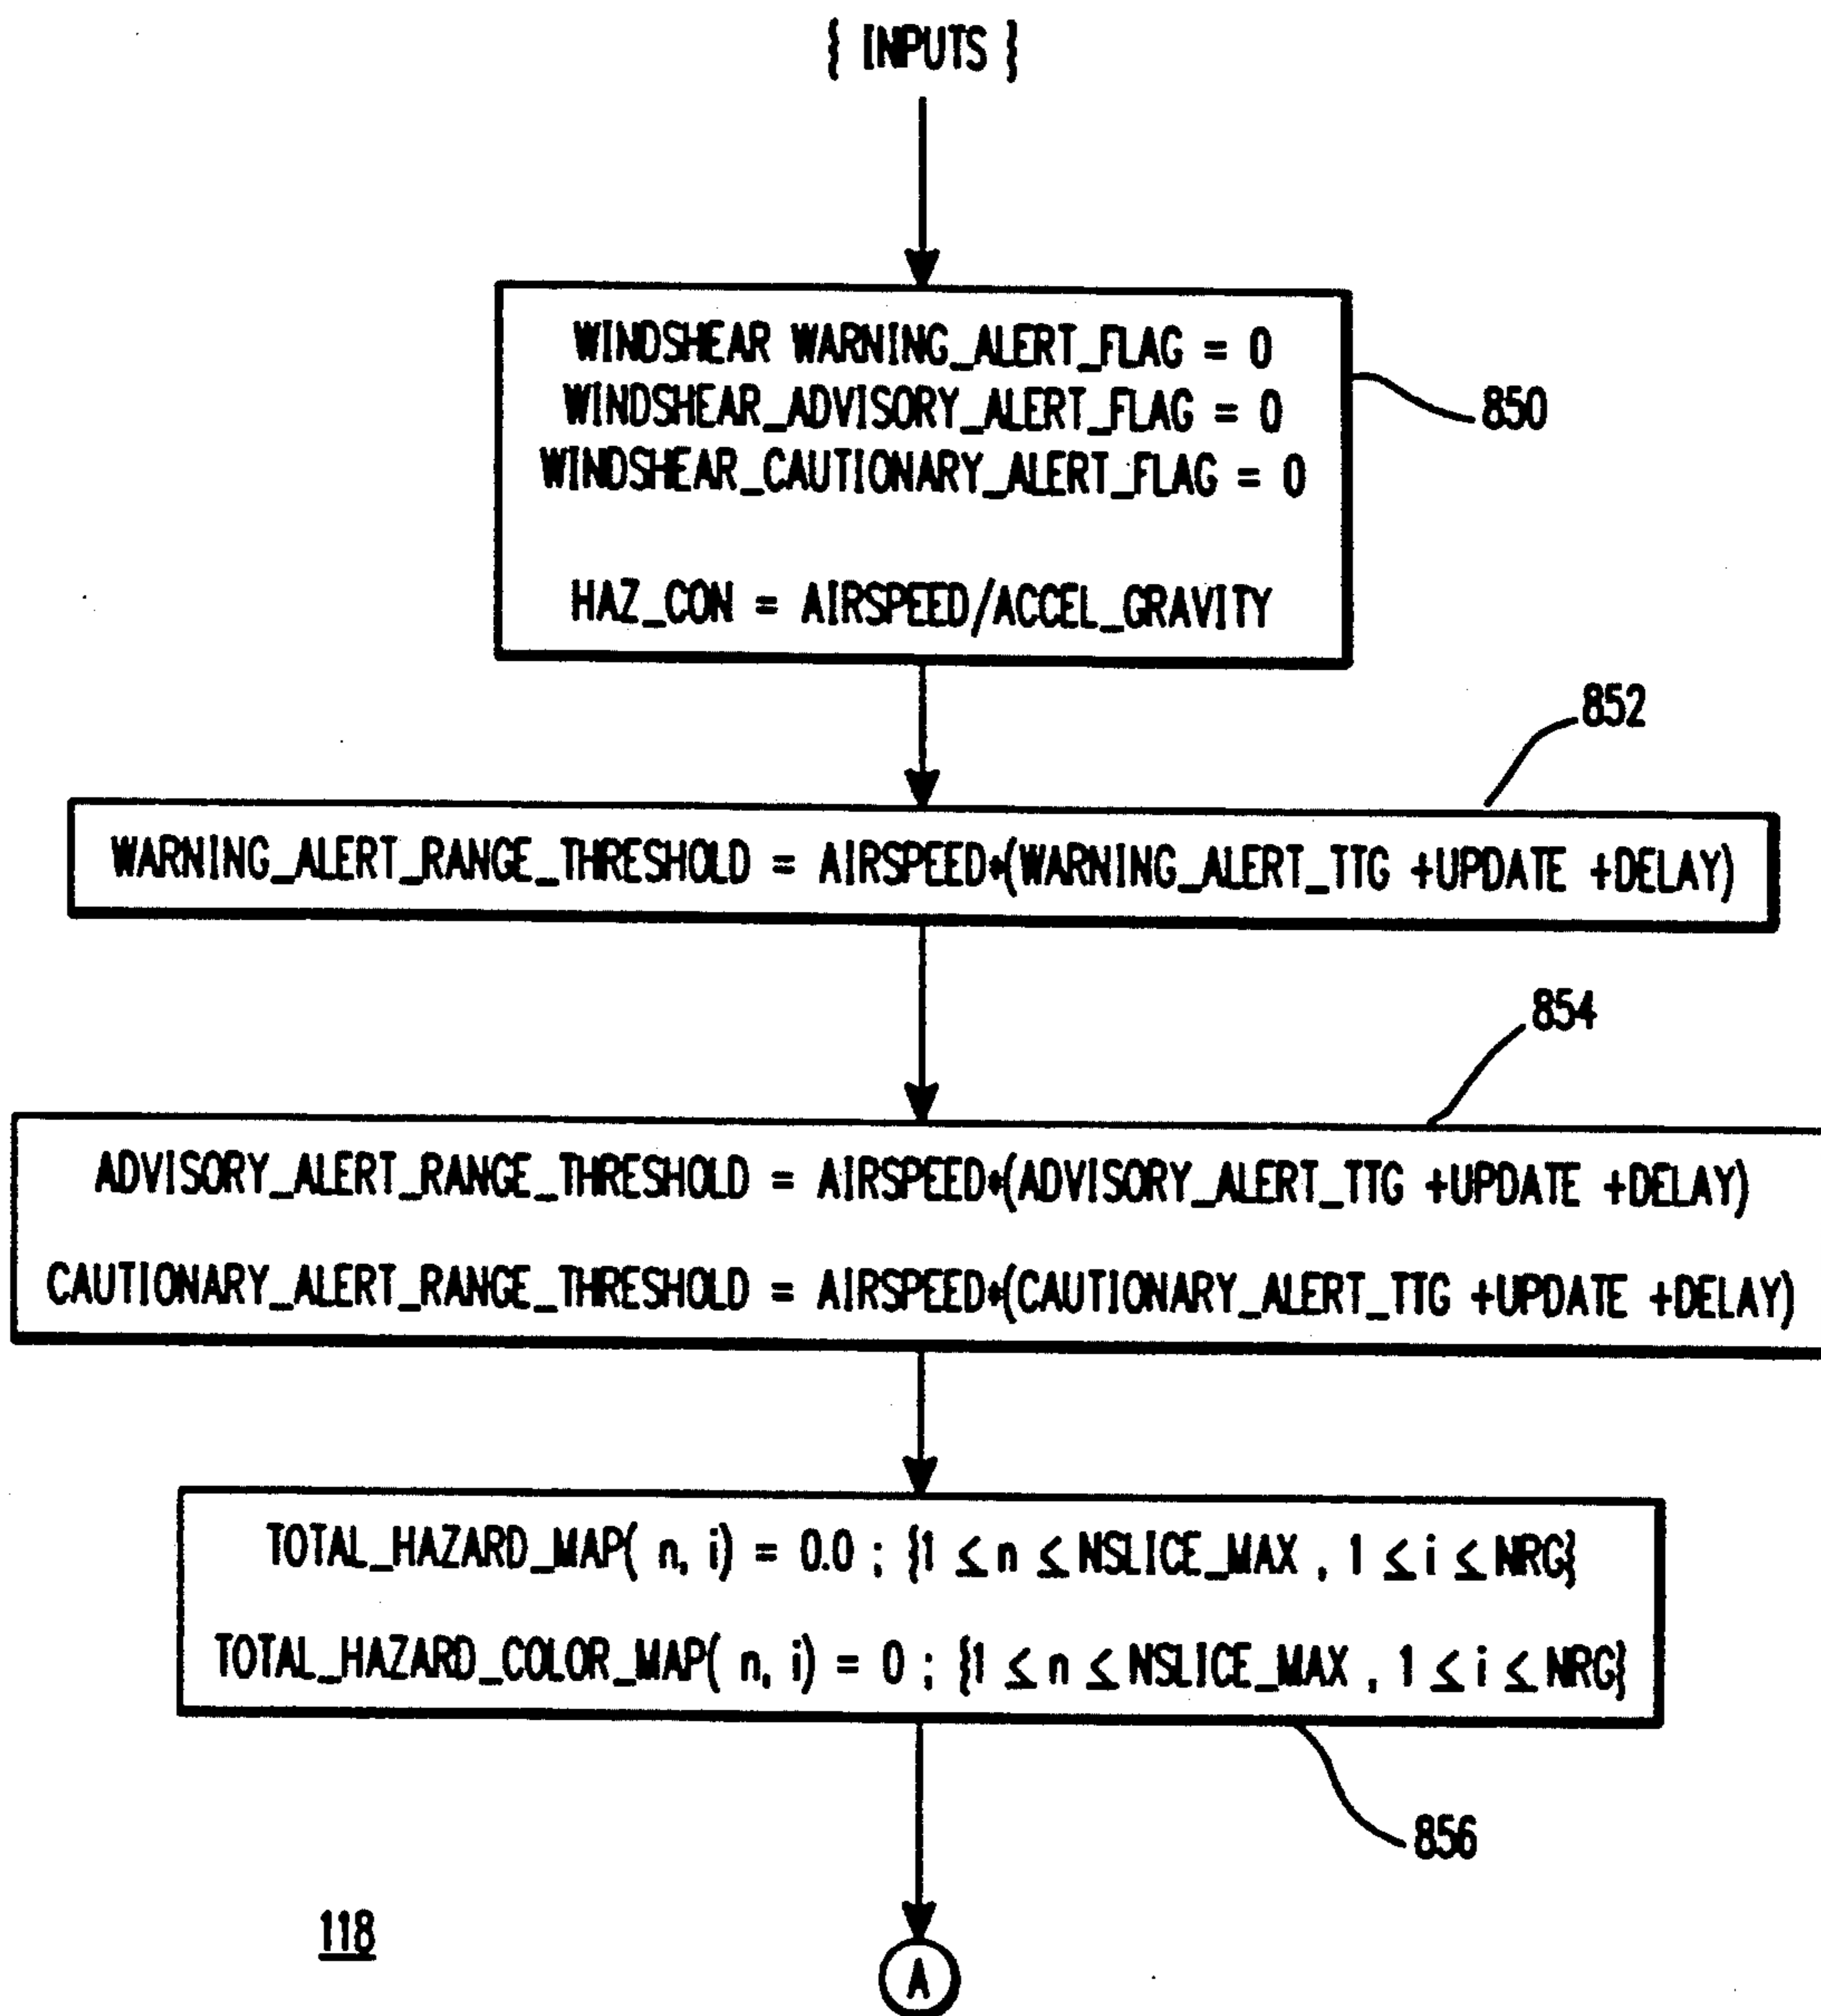 { INPUTS }
WINDSHEAR WARNING_ALERT_FLAG = 0
WINDSHEAR_ADVISORY_ALERT_FLAG = 0
WINDSHEAR_CAUTIONARY_ALERT_FLAG = 0
HAZ_CON = AIRSPEED/ACCEL_GRAVITY
850
852
WARNING_ALERT_RANGE_THRESHOLD = AIRSPEED*(WARNING_ALERT_TTG +UPDATE +DELAY)
854
ADVISORY_ALERT_RANGE_THRESHOLD = AIRSPEED*(ADVISORY_ALERT_TTG +UPDATE +DELAY)
CAUTIONARY_ALERT_RANGE_THRESHOLD = AIRSPEED*(CAUTIONARY_ALERT_TTG +UPDATE +DELAY)
TOTAL_HAZARD_MAP( n, i) = 0.0 ; {1 ≤ n ≤ NSLICE_MAX , 1 ≤ i ≤ NRG}
TOTAL_HAZARD_COLOR_MAP( n, i) = 0 ; {1 ≤ n ≤ NSLICE_MAX , 1 ≤ i ≤ NRG}
856
118
A